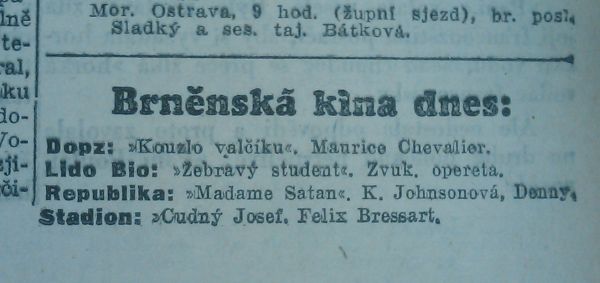 Mor. Ostrava, 9 hod. (župní sjezd), br. posl.
Sladký a ses. taj. Bátková.
Brněnská kina dnes:
Dopz: »Kouzlo valčíku«. Maurice Chevalier.
Lido Bio: »Žebravý student«. Zvuk. opereta.
Republika: »Madame Satan«. K. Johnsonová, Denny.
Stadion: »Cudný Josef. Felix Bressart.